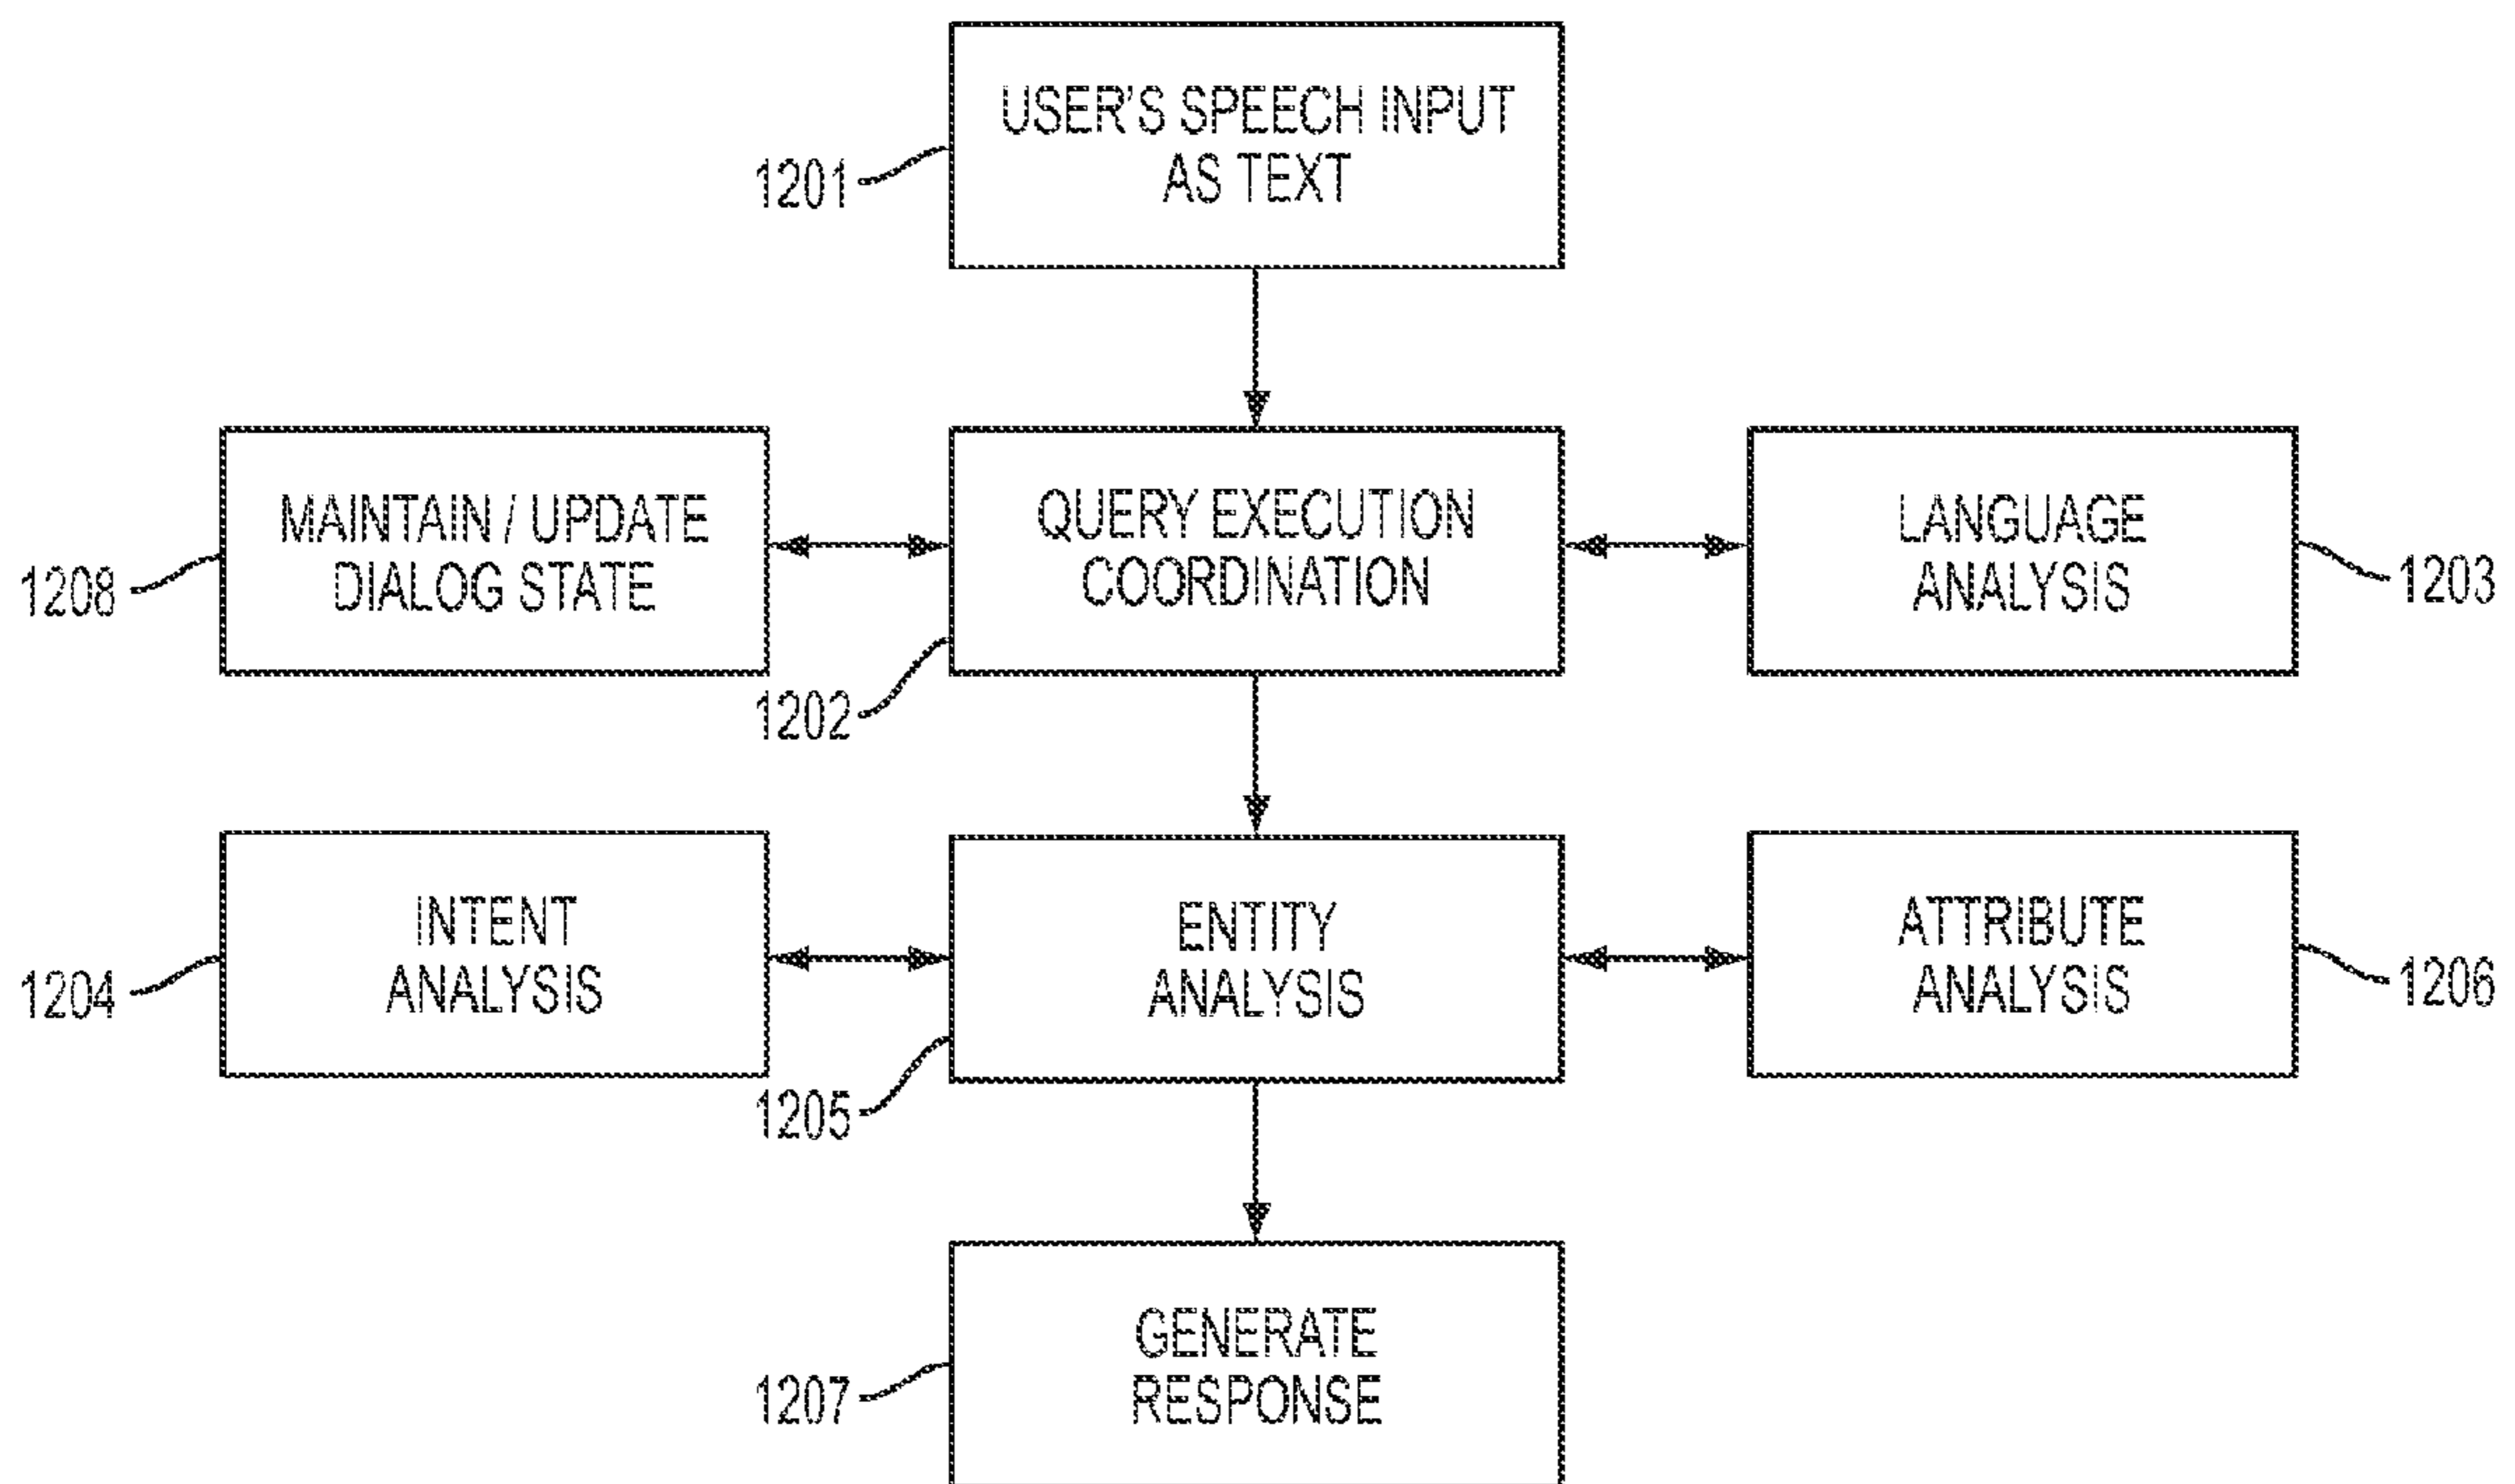 USER'S SPEECH INPUT
AS TEXT
1201
MAINTAIN / UPDATE
DIALOG STATE
1208
QUERY EXECUTION
COORDINATION
1202
LANGUAGE
ANALYSIS
1203
INTENT
ANALYSIS
1204
ENTITY
ANALYSIS
1205
ATTRIBUTE
ANALYSIS
1206
GENERATE
RESPONSE
1207